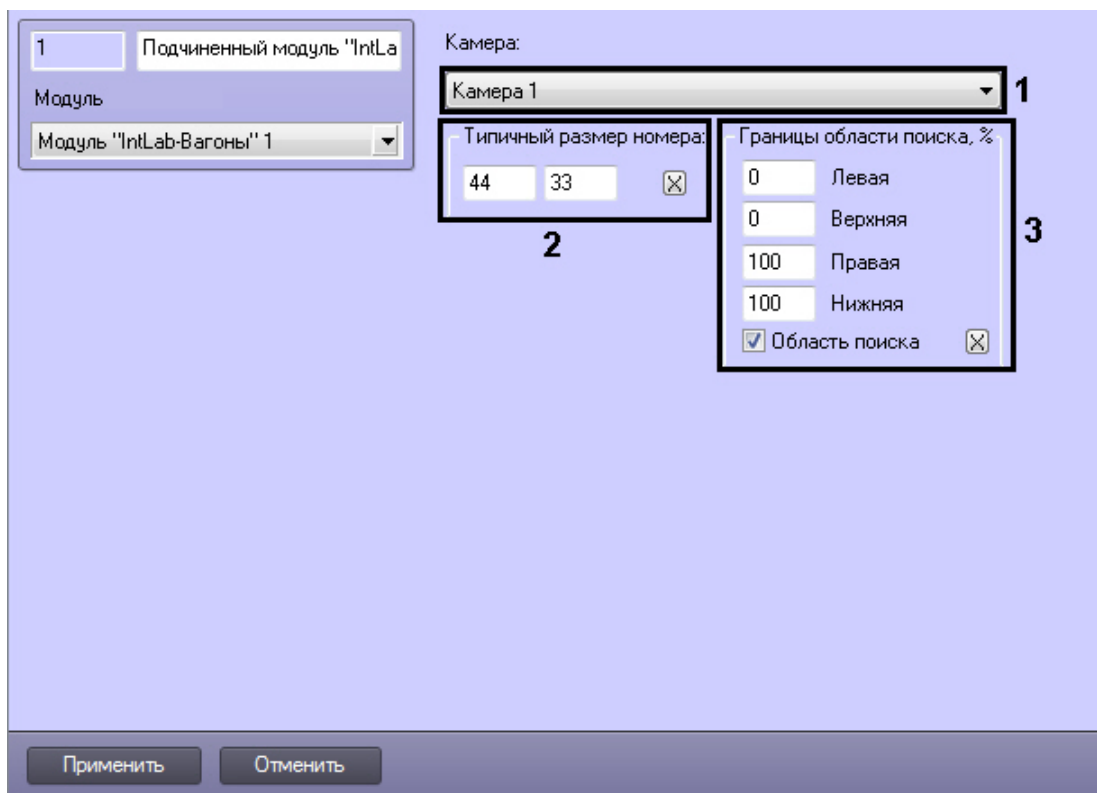 1
Подчиненный модуль "IntLa
Модуль
Модуль "IntLab-Вагоны" 1
Камера:
Камера 1
1
Типичный размер номера:
44 33
2
Границы области поиска, %
0 Левая
0 Верхняя
100 Правая
100 Нижняя
Область поиска
3
Применить Отменить